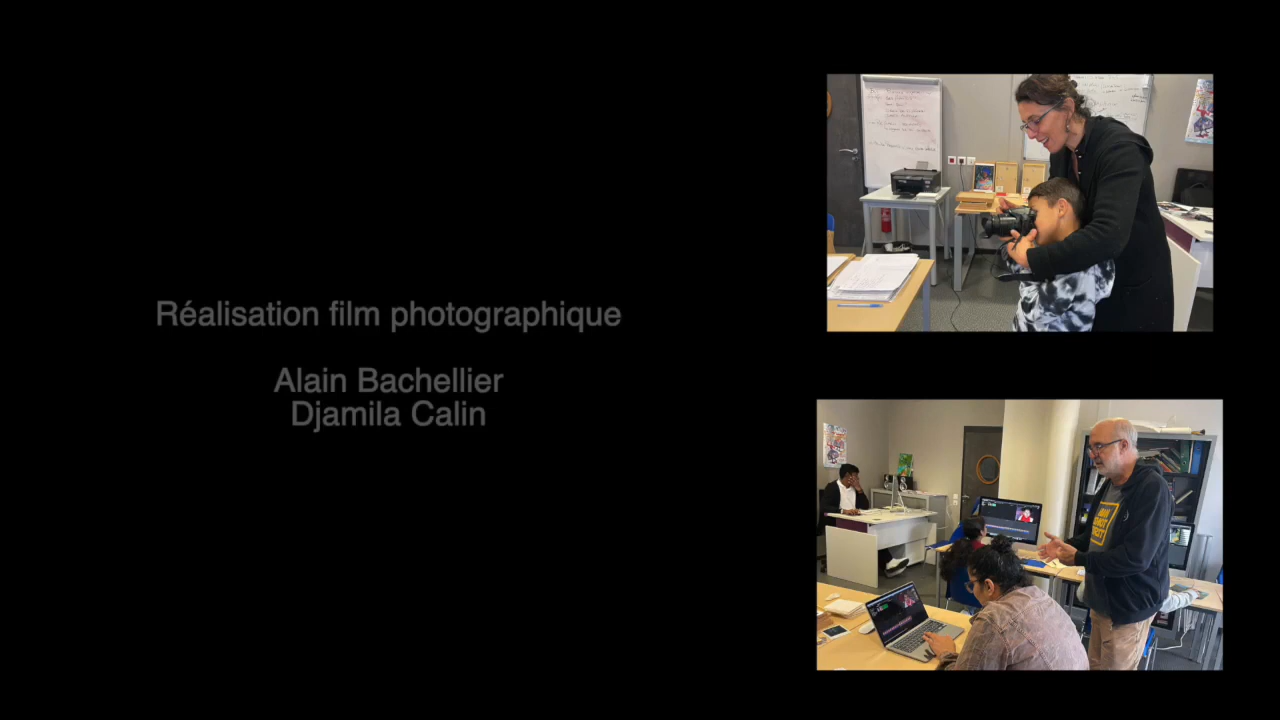 Réalisation film photographique
Alain Bachellier
Djamila Calin